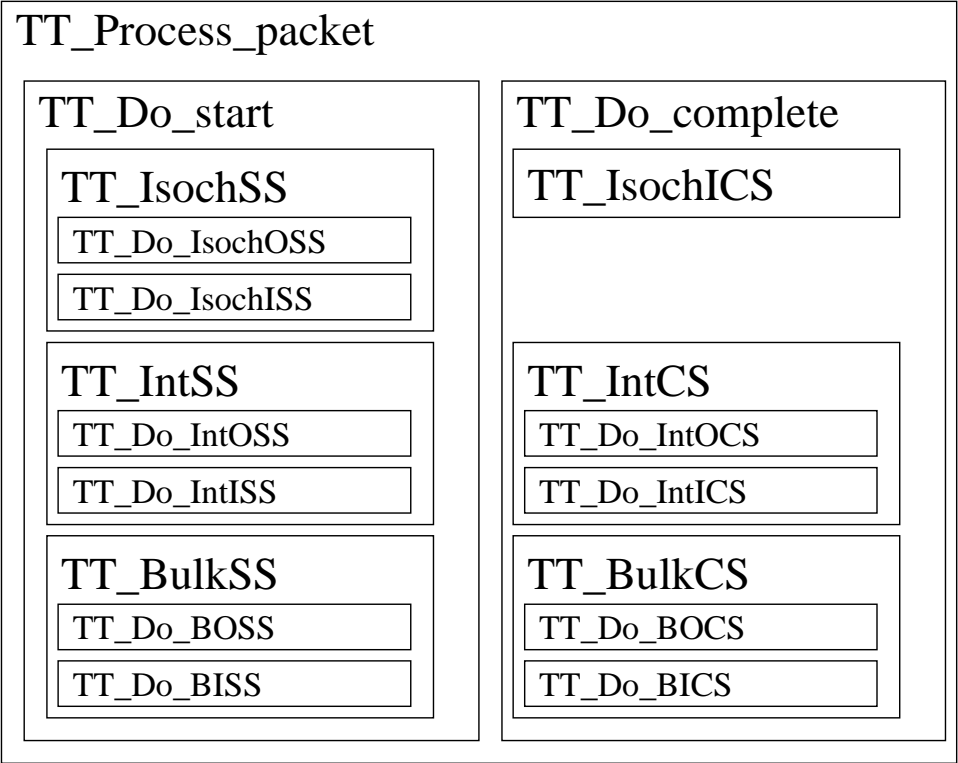 TT_Process_packet
TT_Do_start
TT_IsochSS
TT_Do_IsochOSS
TT_Do_IsochISS
TT_IntSS
TT_Do_IntOSS
TT_Do_IntISS
TT_BulkSS
TT_Do_BOSS
TT_Do_BISS
TT_Do_complete
TT_IsochICS
TT_IntCS
TT_Do_IntOCS
TT_Do_IntICS
TT_BulkCS
TT_Do_BOCS
TT_Do_BICS